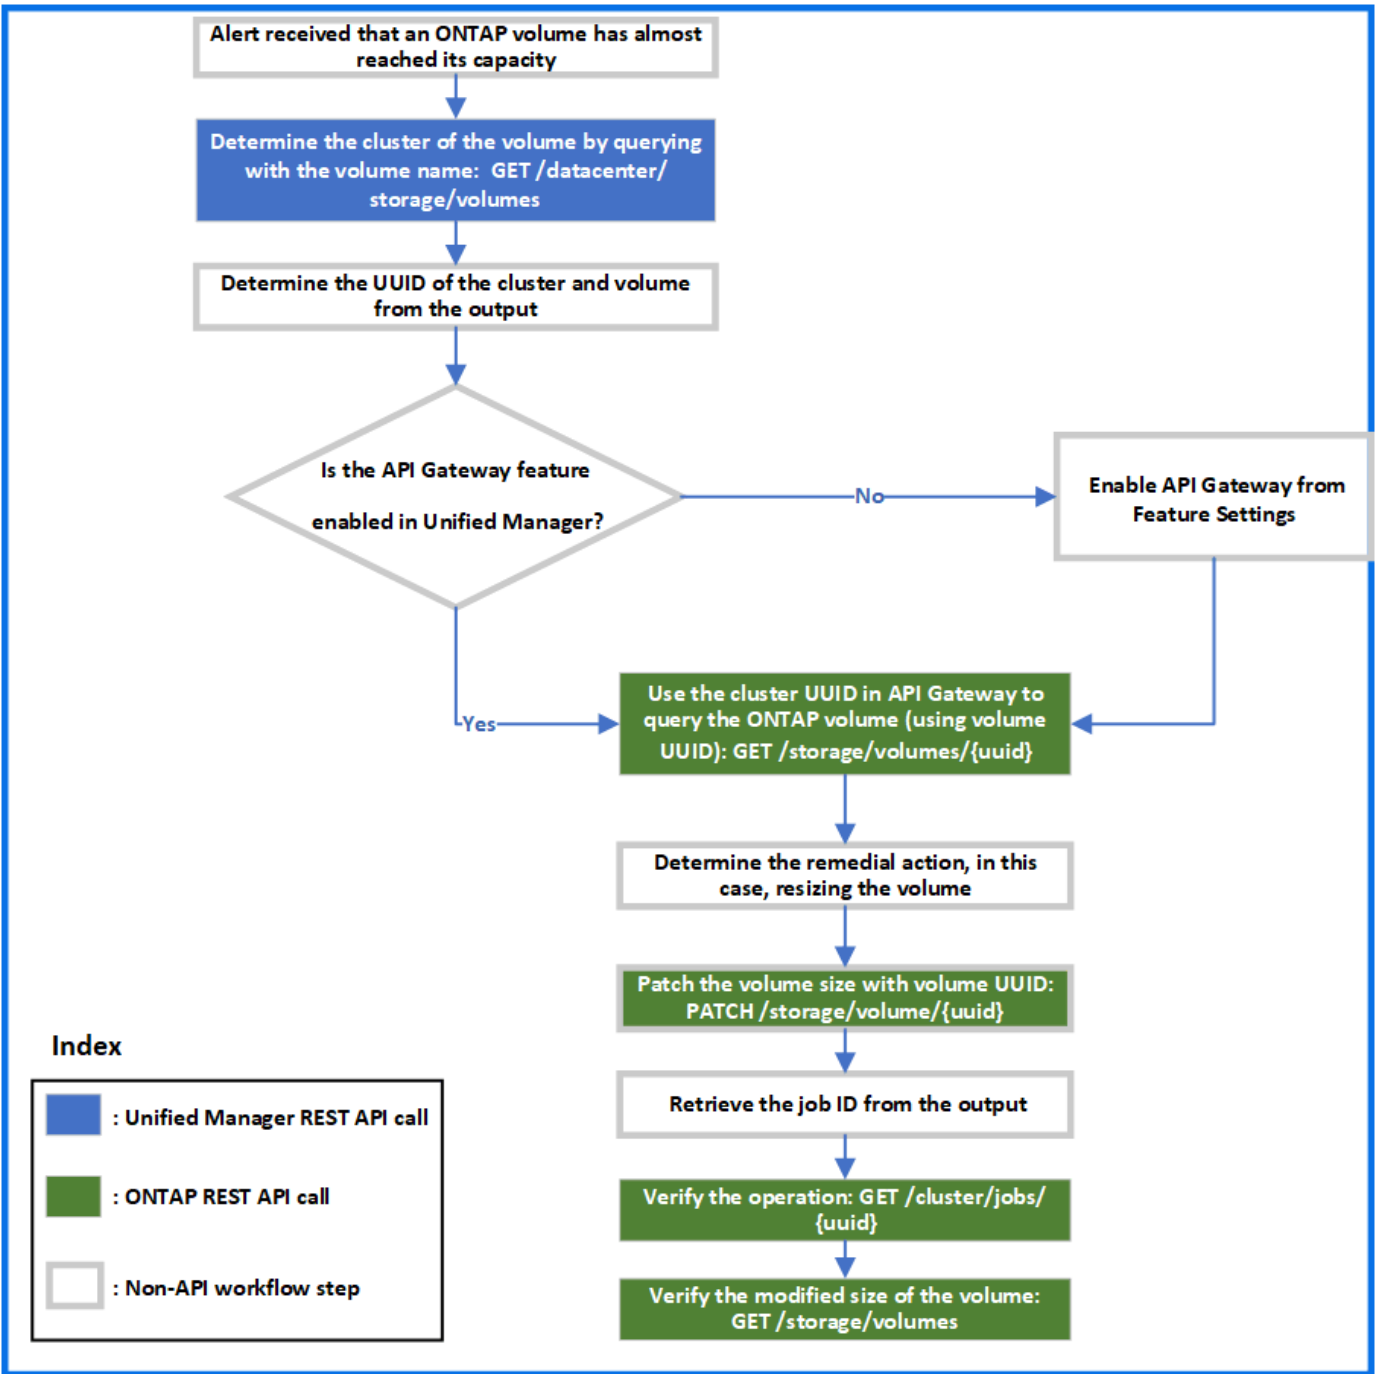 Alert received that an ONTAP volume has almost
reached its capacity
Determine the cluster of the volume by querying
with the volume name: GET /datacenter/
storage/volumes
Determine the UUID of the cluster and volume
from the output
Is the API Gateway feature
enabled in Unified Manager?
No
Enable API Gateway from
Feature Settings
Yes
Use the cluster UUID in API Gateway to
query the ONTAP volume (using volume
UUID): GET /storage/volumes/{uuid}
Determine the remedial action, in this
case, resizing the volume
Patch the volume size with volume UUID:
PATCH /storage/volume/{uuid}
Retrieve the job ID from the output
Verify the operation: GET /cluster/jobs/
{uuid}
Verify the modified size of the volume:
GET /storage/volumes
Index
: Unified Manager REST API call
: ONTAP REST API call
: Non-API workflow step